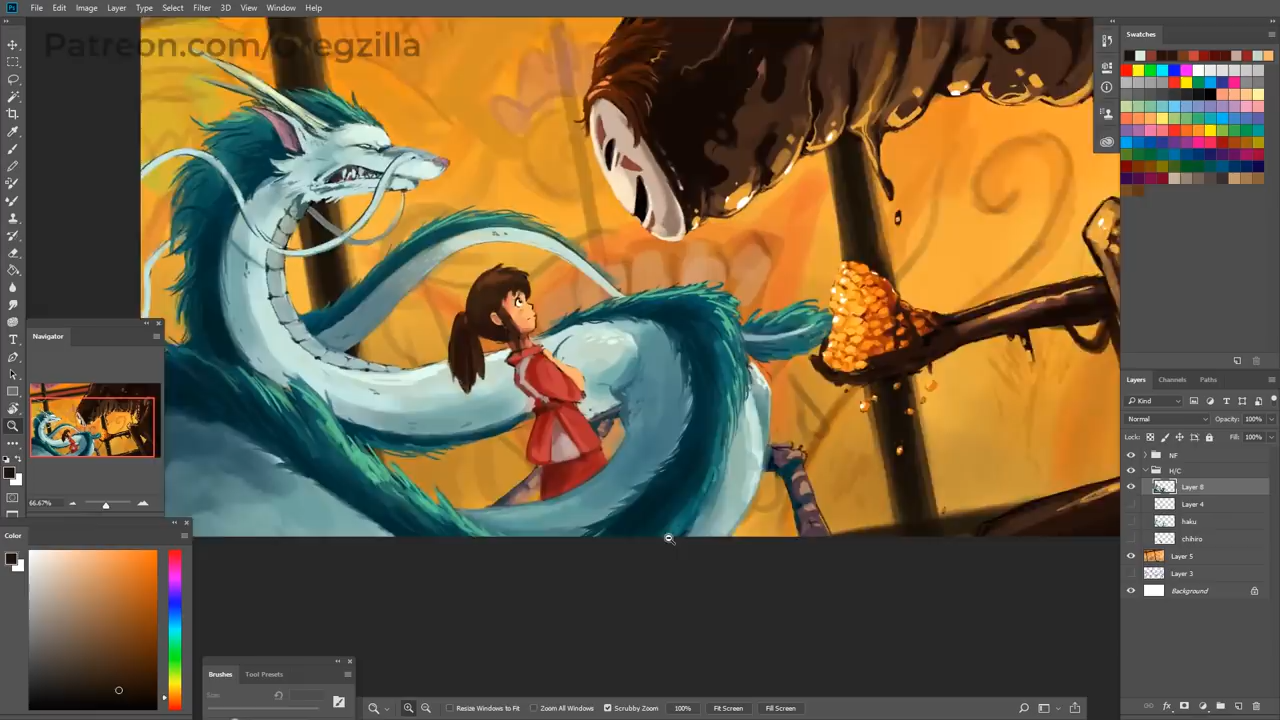 Ps File Edit Image Layer Type Select Filter 3D View Window Help
Patreon.com/Gregzilla
Swatches
Navigator
66.67%
Color
Brushes Tool Presets
Size:
Resize Windows to Fit Zoom All Windows Scrubby Zoom 100% Fit Screen Fill Screen
Layers Channels Paths
Kind
Normal Opacity: 100%
Lock: Fill: 100%
NF
H/C
Layer 8
Layer 4
haku
chihiro
Layer 5
Layer 3
Background
fx